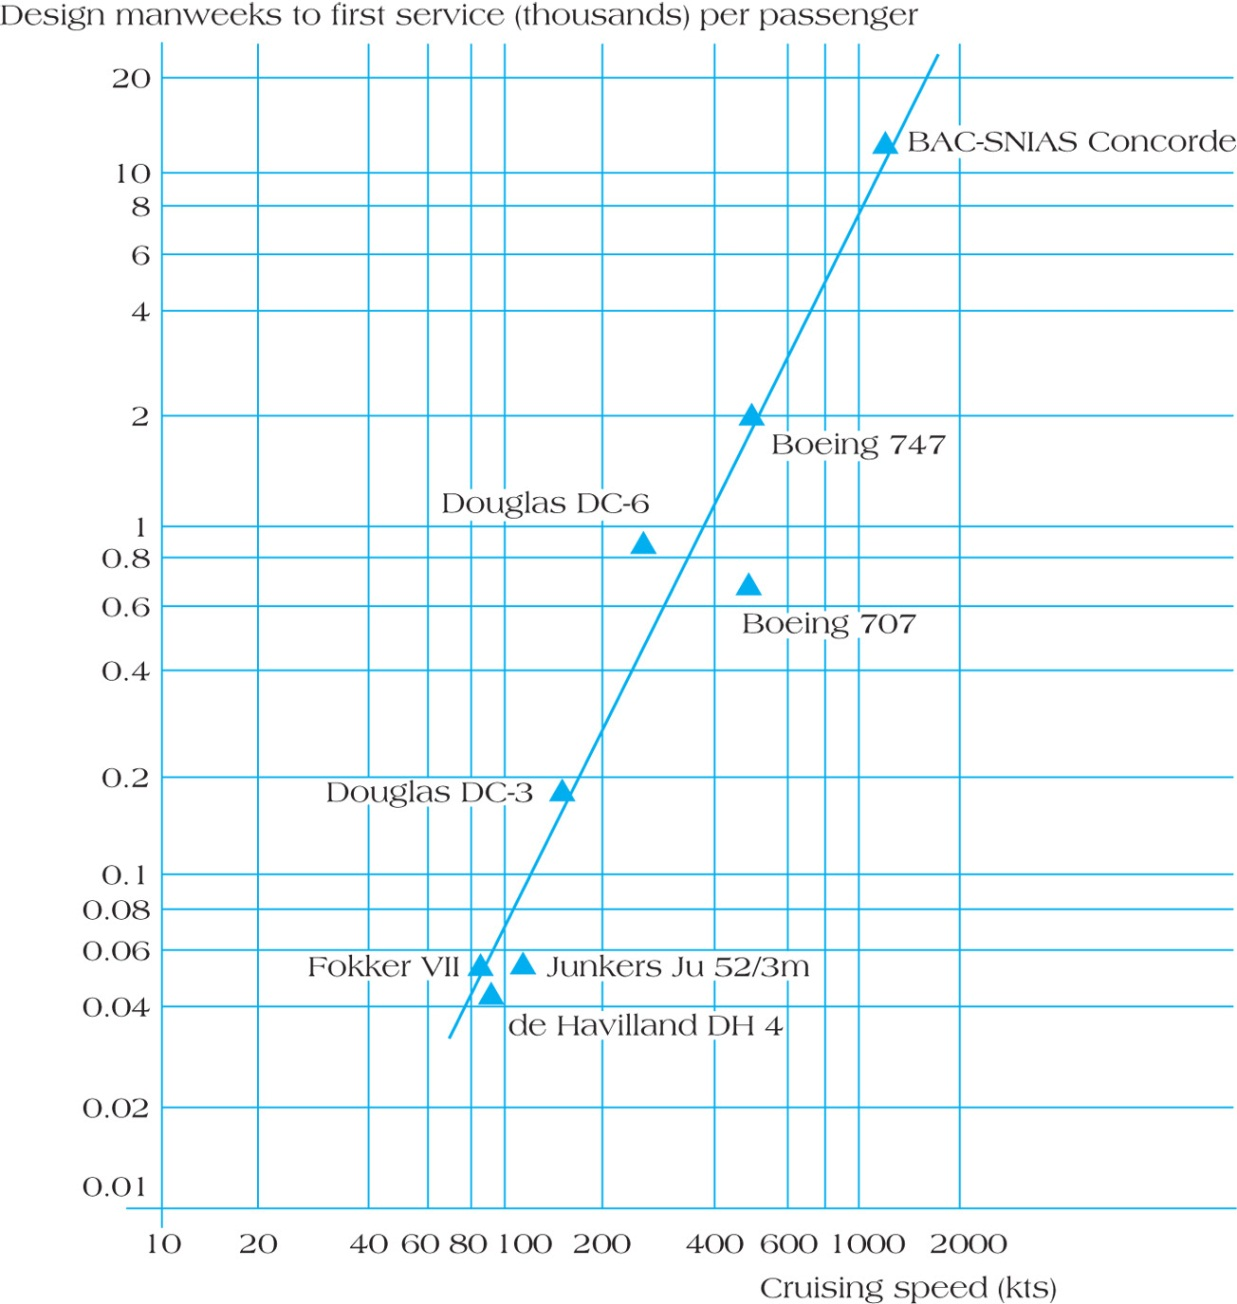 Design manweeks to first service (thousands) per passenger
20
BAC-SNIAS Concorde
10
8
6
4
2
Boeing 747
Douglas DC-6
1
0.8
0.6
Boeing 707
0.4
0.2
Douglas DC-3
0.1
0.08
0.06
Fokker VII Junkers Ju 52/3m
0.04
de Havilland DH 4
0.02
0.01
10 20 40 60 80 100 200 400 600 1000 2000
Cruising speed (kts)